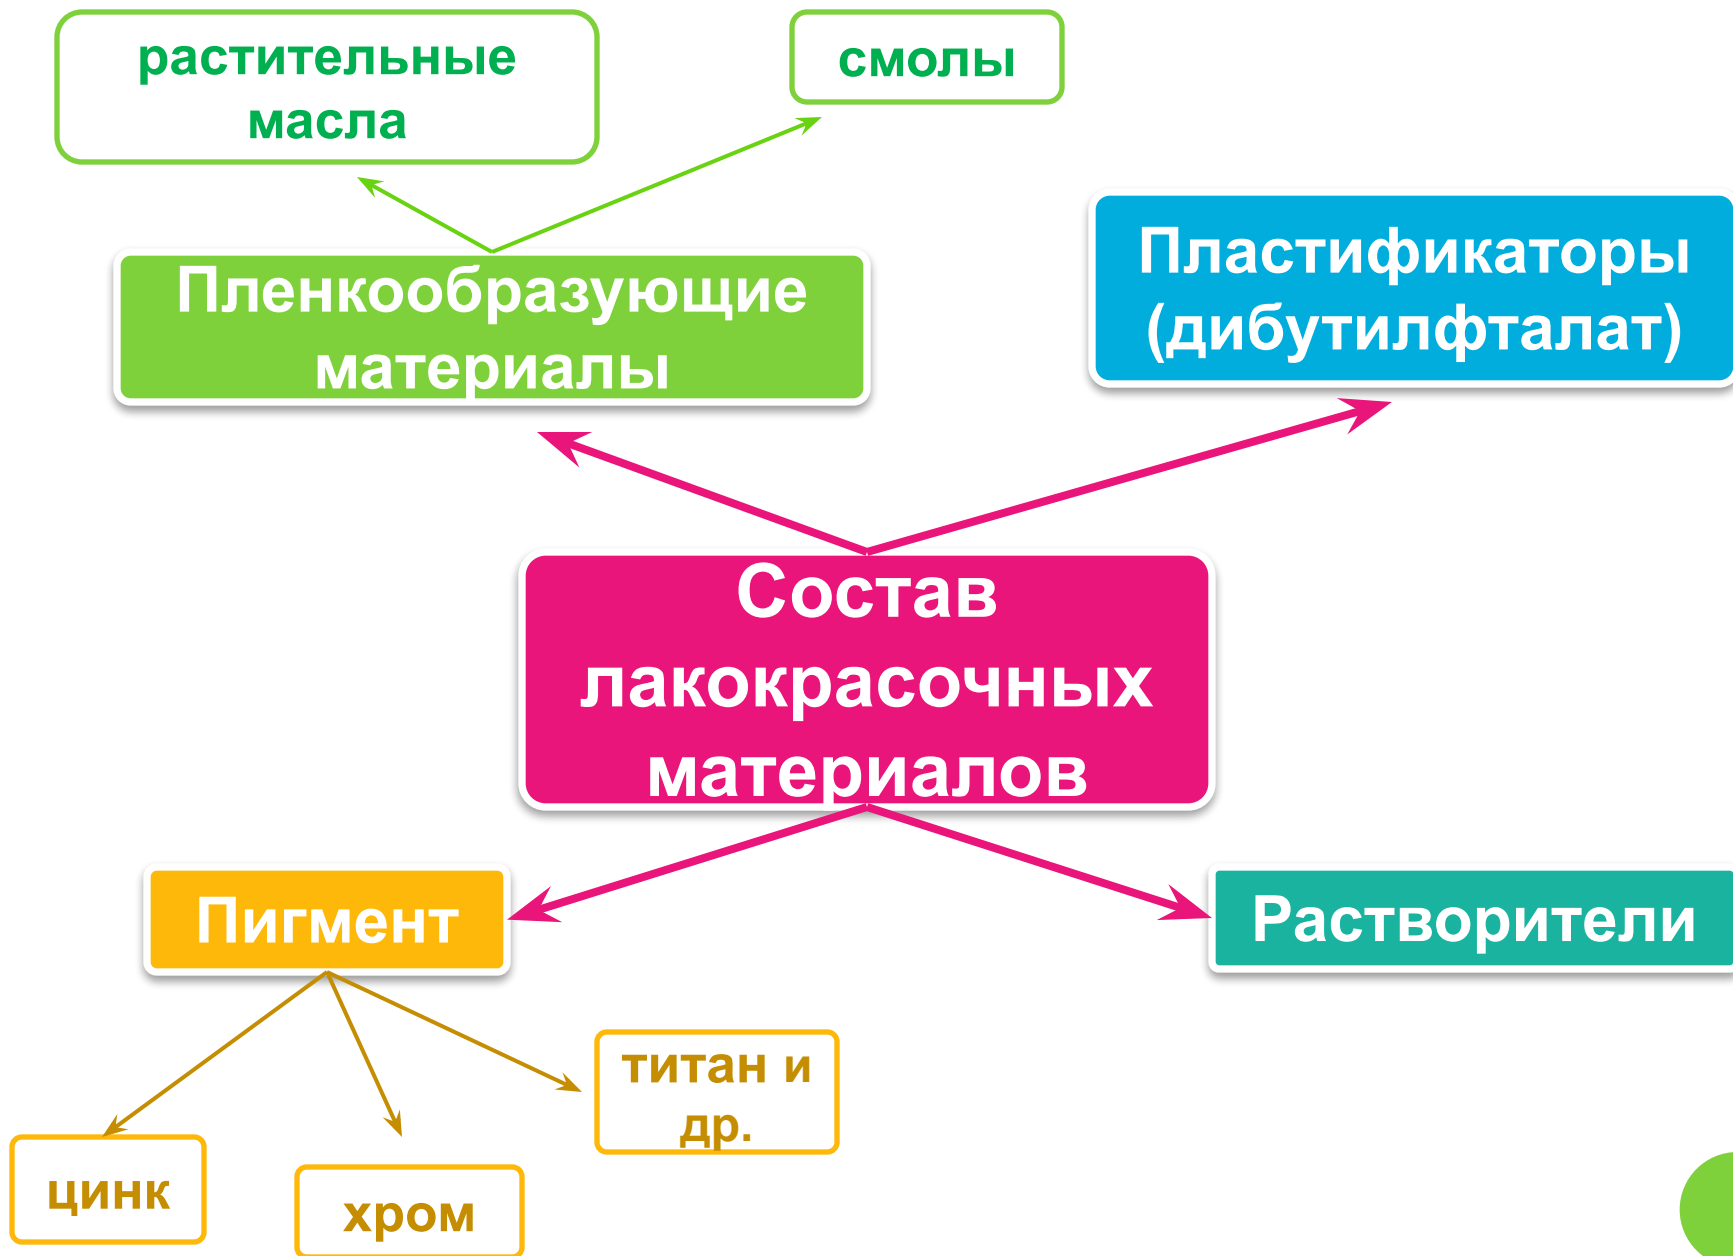 растительные
масла
смолы
Пленкообразующие
материалы
Пластификаторы
(дибутилфталат)
Состав
лакокрасочных
материалов
Пигмент
Растворители
титан и
др.
цинк
хром